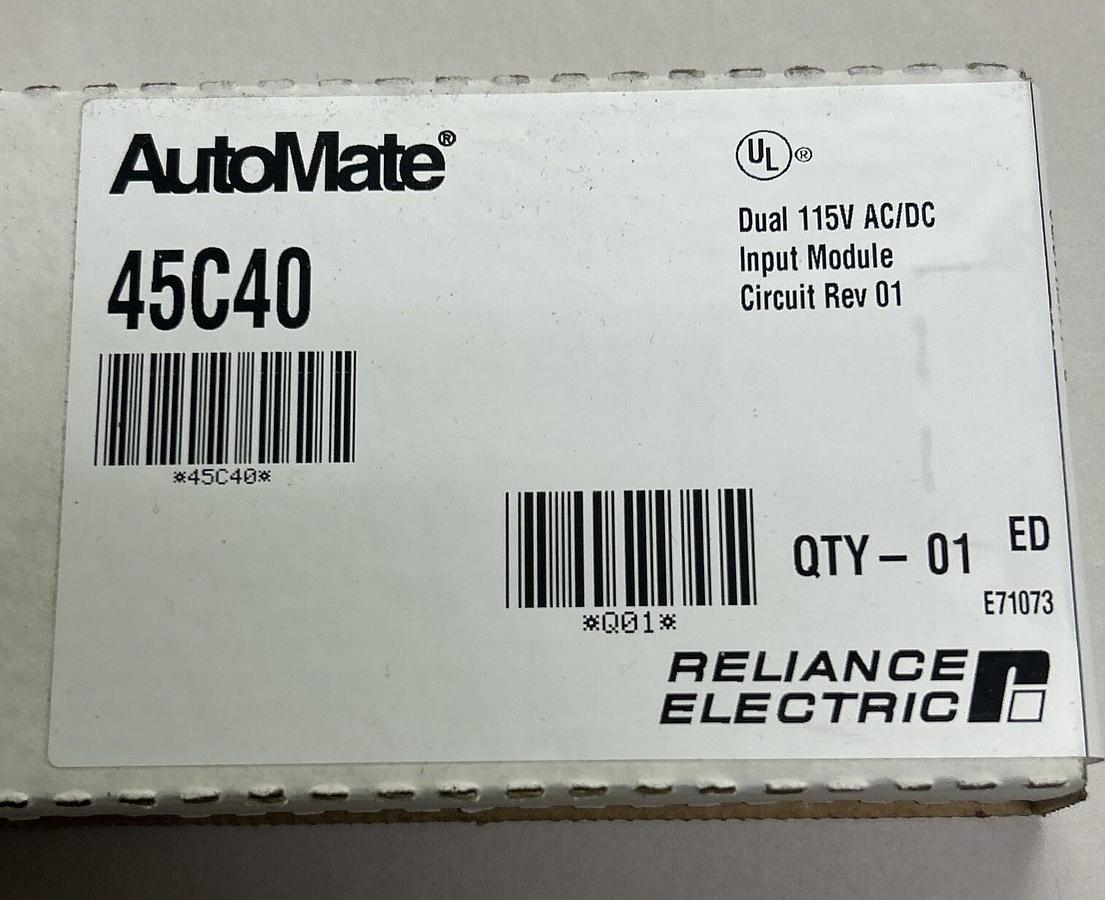 AutoMate®
45C40
*45C40*
UL®
Dual 115V AC/DC
Input Module
Circuit Rev 01
*Q01*
QTY – 01
ED
E71073
RELIANCE
ELECTRIC